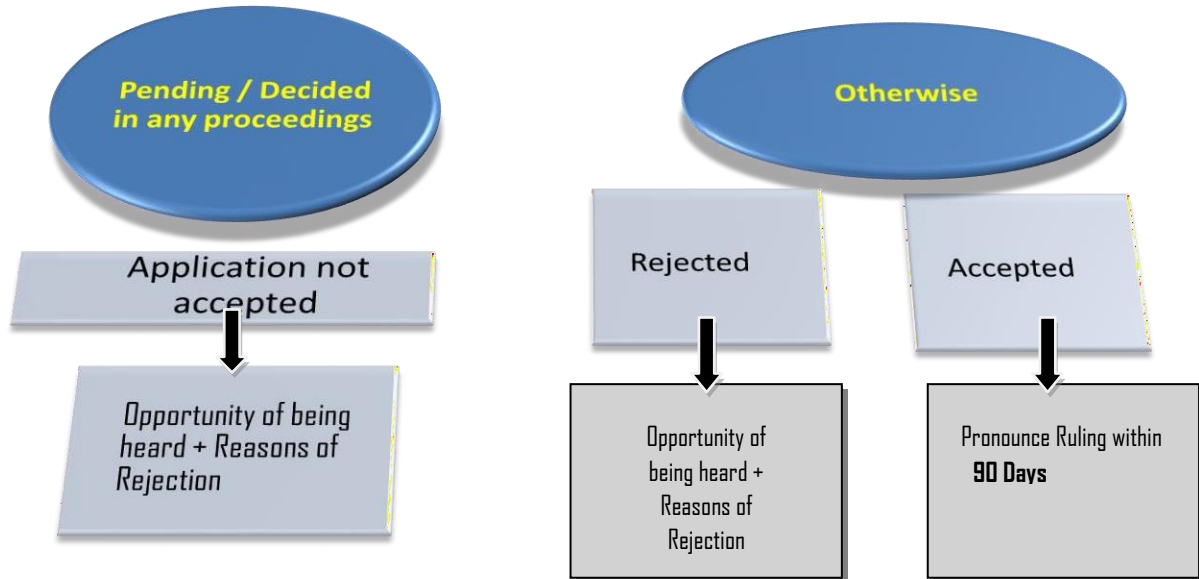 Pending / Decided
in any proceedings
Application not
accepted
Opportunity of being
heard + Reasons of
Rejection
Otherwise
Rejected
Opportunity of
being heard +
Reasons of
Rejection
Accepted
Pronounce Ruling within
90 Days